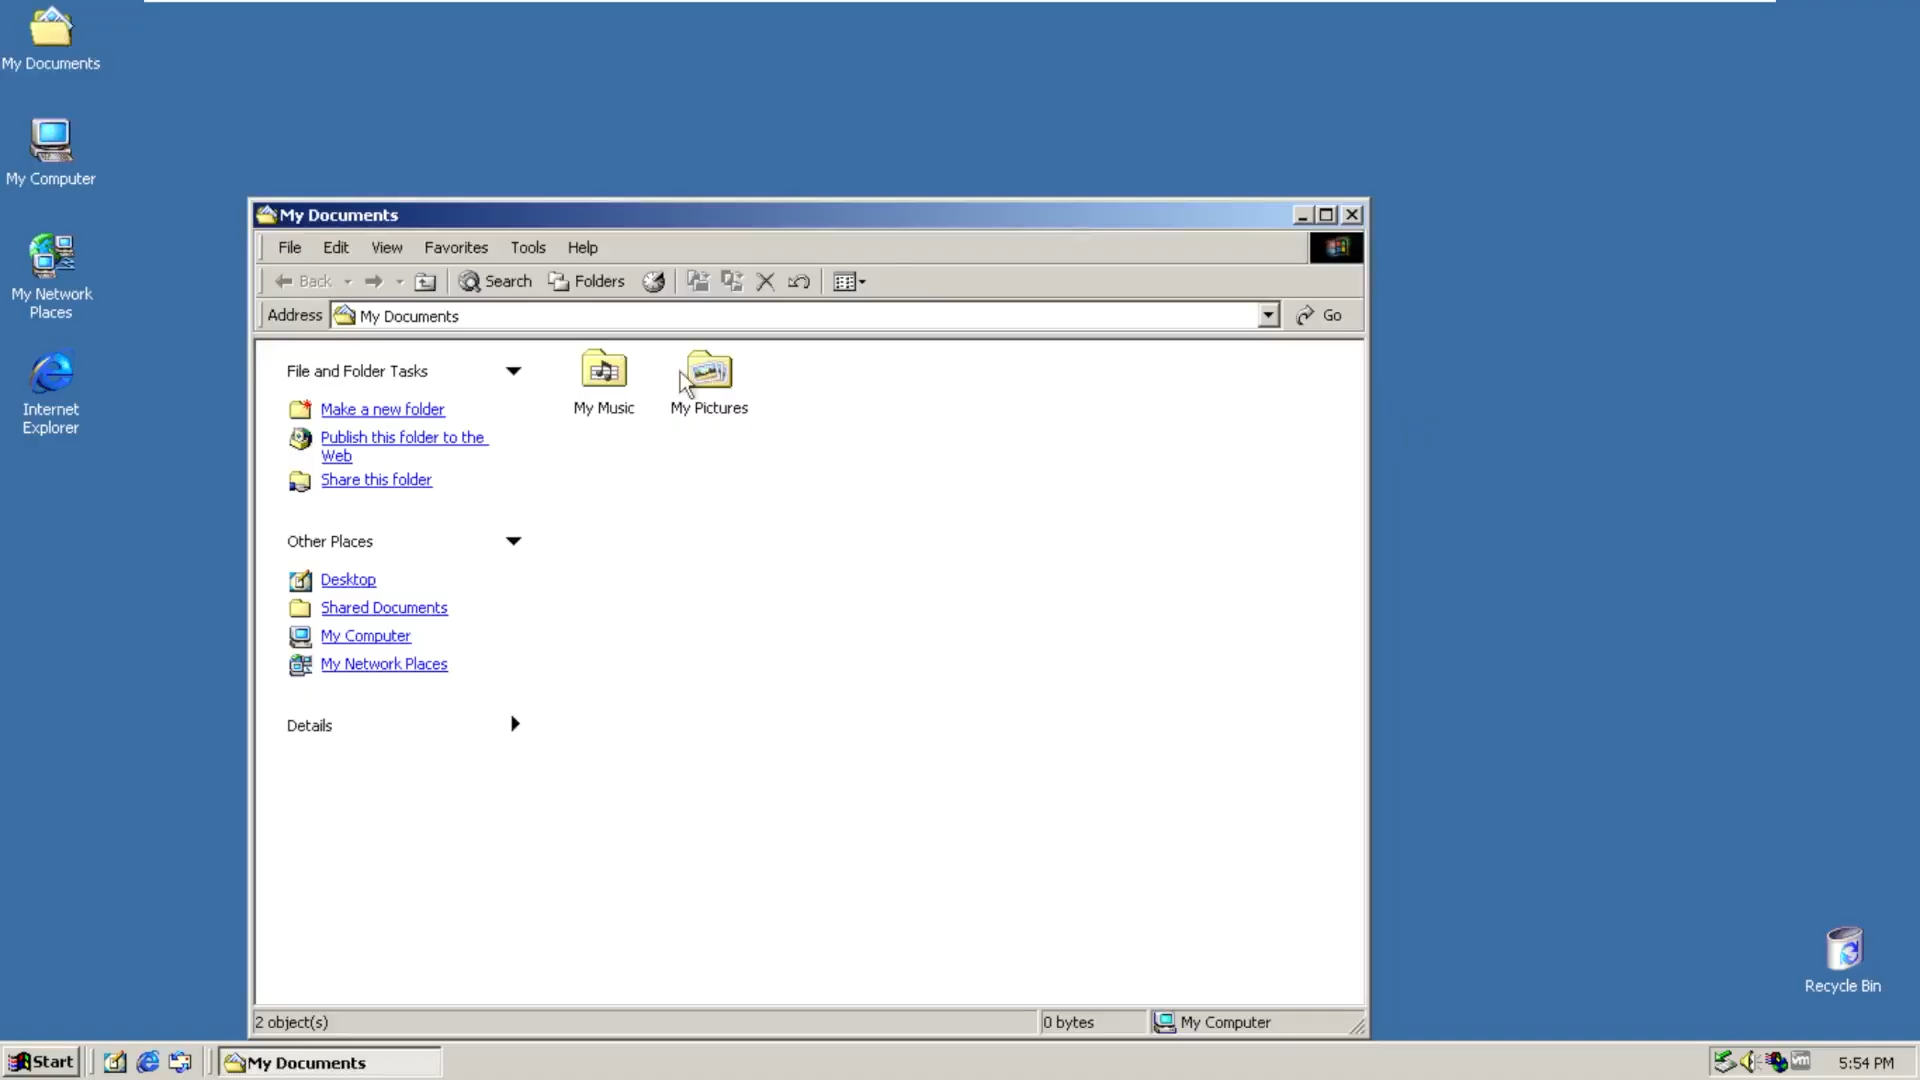 My Documents
My Computer
My Network
Places
Internet
Explorer
My Documents
File Edit View Favorites Tools Help
Back Search Folders
Address My Documents Go
File and Folder Tasks
Make a new folder
Publish this folder to the
Web
Share this folder
Other Places
Desktop
Shared Documents
My Computer
My Network Places
Details
My Music My Pictures
2 object(s) 0 bytes My Computer
Recycle Bin
Start My Documents vm 5:54 PM